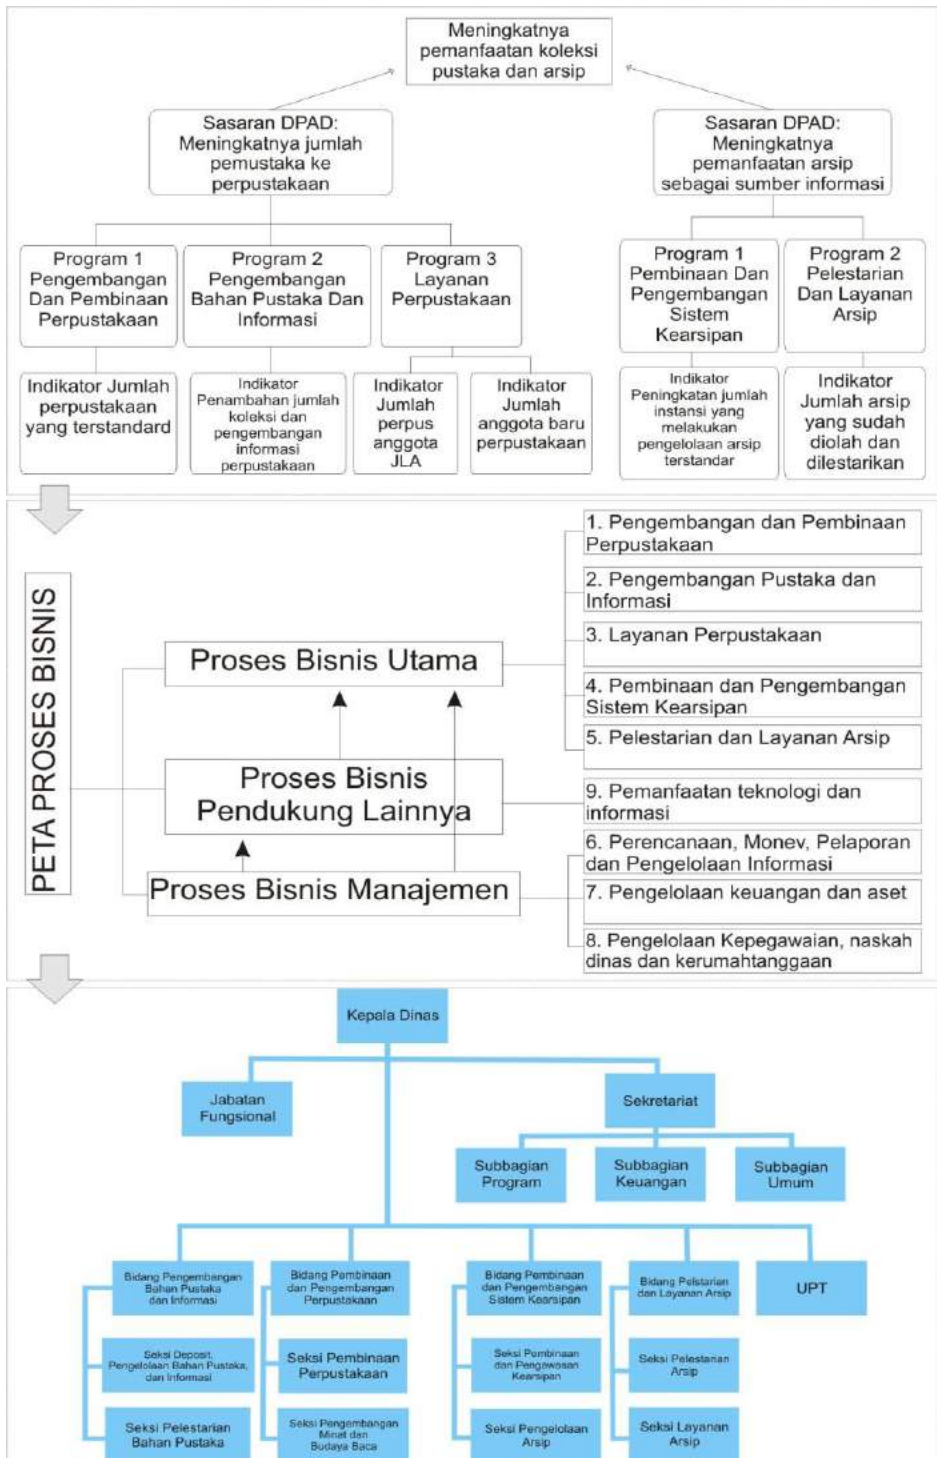 Meningkatnya
pemanfaatan koleksi
pustaka dan arsip
Sasaran DPAD:
Meningkatnya jumlah
pemustaka ke
perpustakaan
Sasaran DPAD:
Meningkatnya
pemanfaatan arsip
sebagai sumber informasi
Program 1
Pengembangan
Dan Pembinaan
Perpustakaan
Program 2
Pengembangan
Bahan Pustaka Dan
Informasi
Program 3
Layanan
Perpustakaan
Program 1
Pembinaan Dan
Pengembangan
Sistem
Kearsipan
Program 2
Pelestarian
Dan Layanan
Arsip
Indikator Jumlah
perpustakaan
yang terstandard
Indikator
Penambahan jumlah
koleksi dan
pengembangan
informasi
perpustakaan
Indikator
Jumlah
perpus
anggota
JLA
Indikator
Jumlah
anggota baru
perpustakaan
Indikator
Peningkatan jumlah
instansi yang
melakukan
pengelolaan arsip
terstandar
Indikator
Jumlah arsip
yang sudah
diolah dan
dilestarikan
PETA PROSES BISNIS
Proses Bisnis Utama
1. Pengembangan dan Pembinaan
Perpustakaan
2. Pengembangan Pustaka dan
Informasi
3. Layanan Perpustakaan
4. Pembinaan dan Pengembangan
Sistem Kearsipan
5. Pelestarian dan Layanan Arsip
Proses Bisnis
Pendukung Lainnya
9. Pemanfaatan teknologi dan
informasi
Proses Bisnis Manajemen
6. Perencanaan, Monev, Pelaporan
dan Pengelolaan Informasi
7. Pengelolaan keuangan dan aset
8. Pengelolaan Kepegawaian, naskah
dinas dan kerumahtanggaan
Kepala Dinas
Jabatan
Fungsional
Sekretariat
Subbagian
Program
Subbagian
Keuangan
Subbagian
Umum
Bidang Pengembangan
Bahan Pustaka
dan Informasi
Bidang Pembinaan
dan Pengembangan
Perpustakaan
Bidang Pembinaan
dan Pengembangan
Sistem Kearsipan
Bidang Pelstarian
dan Layanan Arsip
UPT
Seksi Deposit,
Pengelolaan Bahan Pustaka,
dan Informasi
Seksi Pembinaan
Perpustakaan
Seksi Pembinaan
dan Pengawasan
Kearsipan
Seksi Pelestarian
Arsip
Seksi Pelestarian
Bahan Pustaka
Seksi Pengembangan
Minat dan
Budaya Baca
Seksi Pengelolaan
Arsip
Seksi Layanan
Arsip